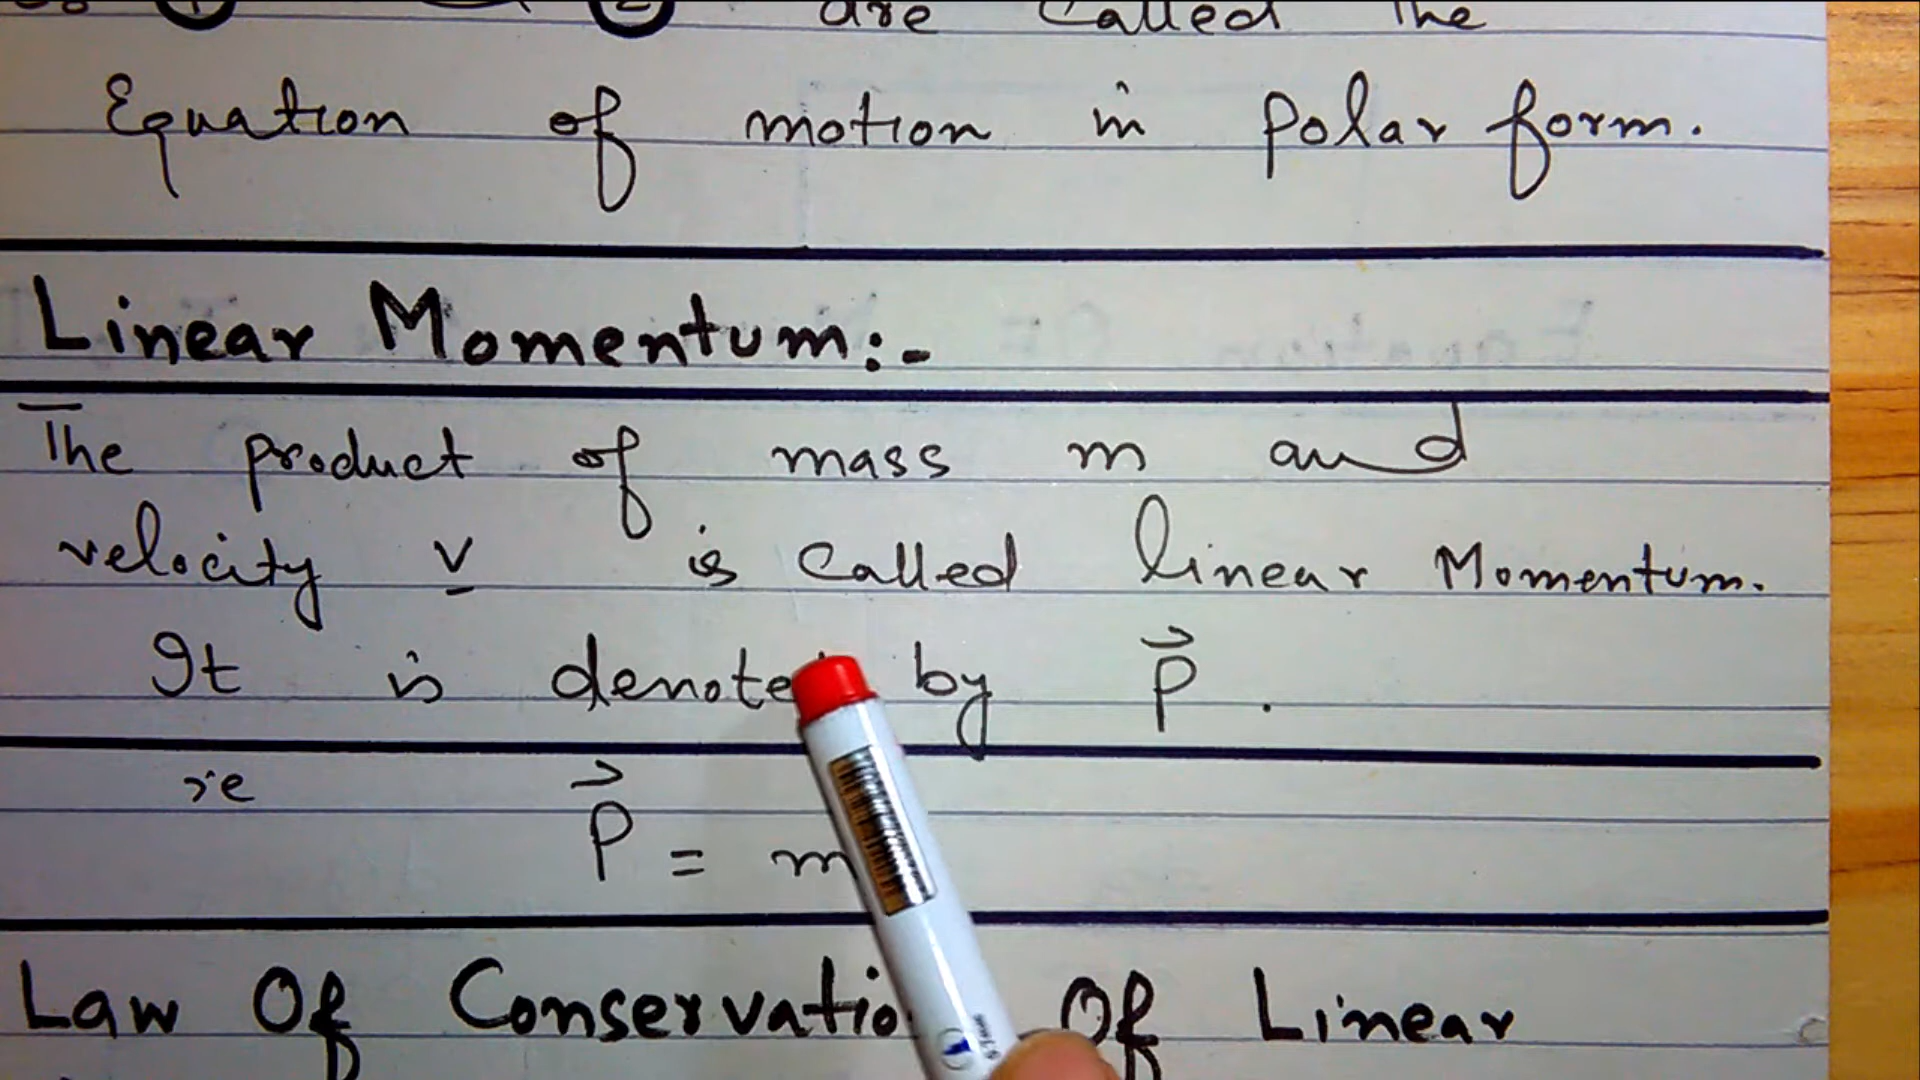 are called the
Equation of motion in Polar form.
Linear Momentum:-
The product of mass m and
velocity v is called linear Momentum.
It is denoted by P⃗ .
ie P⃗ = m
Law Of Conservation Of Linear